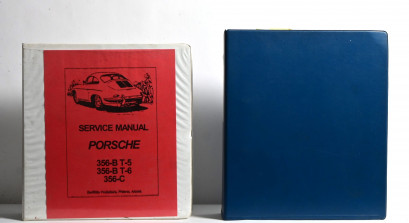 SERVICE MANUAL
PORSCHE
356-B T-5
356-B T-6
356-C